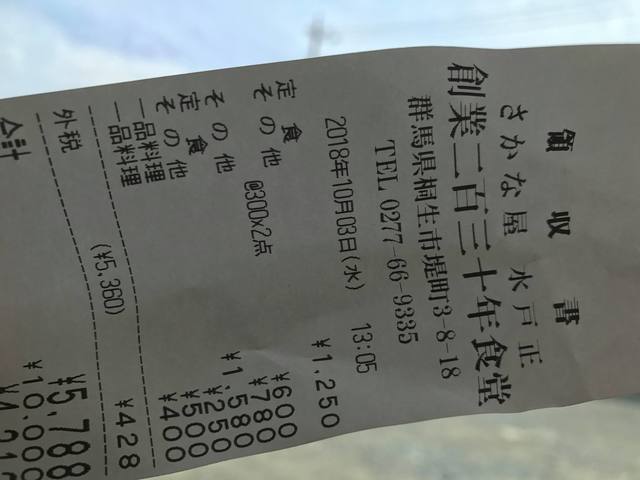 領収書
さかな屋 水戸正
創業二百三十年食堂
群馬県桐生市堤町3-8-18
TEL 0277-66-9335
2018年10月03日(水) 13:05
定食 ¥1,250
その他 @300x2点 ¥600
その他 ¥780
定食 ¥1,580
その他 ¥250
一品料理 ¥500
一品料理 ¥400
外税 (¥5,360) ¥428
合計 ¥5,788
¥10,000